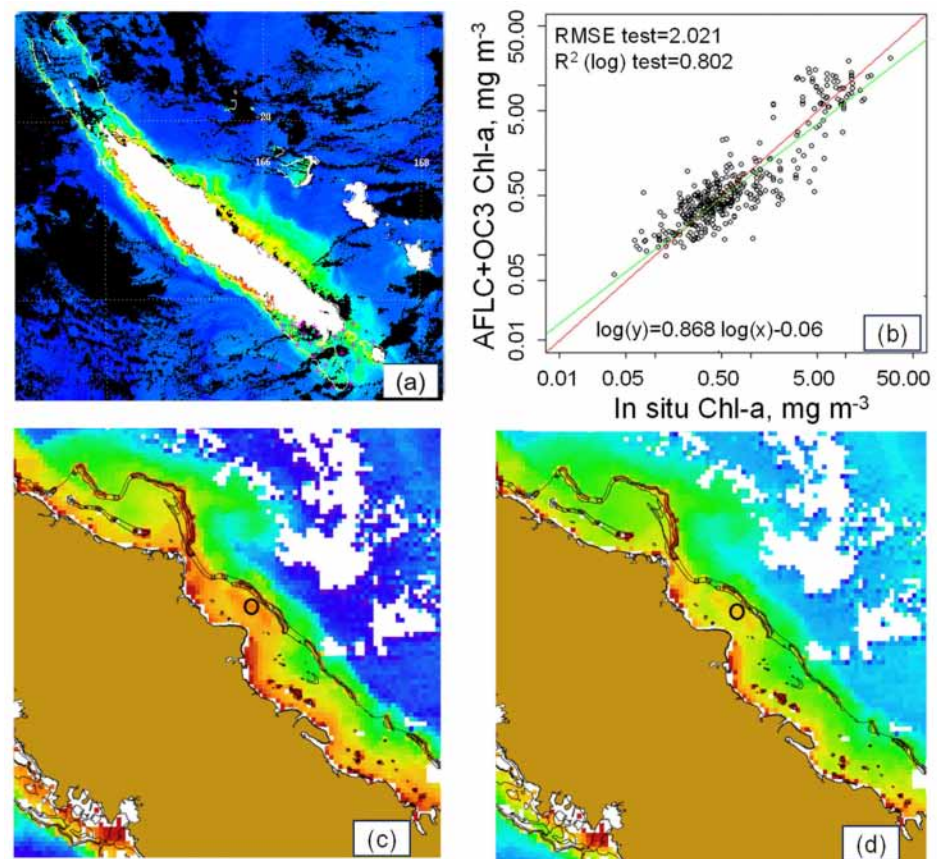 20
166
168
(a)
RMSE test=2.021
R² (log) test=0.802
log(y)=0.868 log(x)-0.06
(b)
AFLC+OC3 Chl-a, mg m⁻³
50.00
5.00
0.50
0.05
0.01
0.01 0.05 0.50 5.00 50.00
In situ Chl-a, mg m⁻³
(c)
(d)